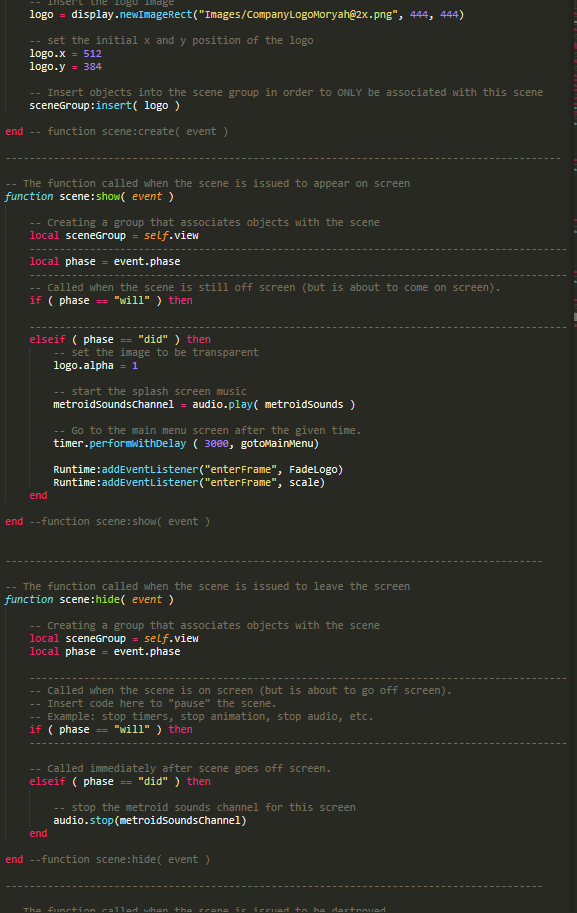 -- Insert the logo image
logo = display.newImageRect("Images/CompanyLogoMoryah@2x.png", 444, 444)
-- set the initial x and y position of the logo
logo.x = 512
logo.y = 384
-- Insert objects into the scene group in order to ONLY be associated with this scene
sceneGroup:insert( logo )
end -- function scene:create( event )
--------------------------------------------------------------------------------------------
-- The function called when the scene is issued to appear on screen
function scene:show( event )
-- Creating a group that associates objects with the scene
local sceneGroup = self.view
-----------------------------------------------------------------------------------------
local phase = event.phase
-----------------------------------------------------------------------------------------
-- Called when the scene is still off screen (but is about to come on screen).
if ( phase == "will" ) then
-----------------------------------------------------------------------------------------
elseif ( phase == "did" ) then
-- set the image to be transparent
logo.alpha = 1
-- start the splash screen music
metroidSoundsChannel = audio.play( metroidSounds )
-- Go to the main menu screen after the given time.
timer.performWithDelay ( 3000, gotoMainMenu)
Runtime:addEventListener("enterFrame", FadeLogo)
Runtime:addEventListener("enterFrame", scale)
end
end --function scene:show( event )
-----------------------------------------------------------------------------------------
-- The function called when the scene is issued to leave the screen
function scene:hide( event )
-- Creating a group that associates objects with the scene
local sceneGroup = self.view
local phase = event.phase
-----------------------------------------------------------------------------------------
-- Called when the scene is on screen (but is about to go off screen).
-- Insert code here to "pause" the scene.
-- Example: stop timers, stop animation, stop audio, etc.
if ( phase == "will" ) then
-----------------------------------------------------------------------------------------
-- Called immediately after scene goes off screen.
elseif ( phase == "did" ) then
-- stop the metroid sounds channel for this screen
audio.stop(metroidSoundsChannel)
end
end --function scene:hide( event )
-----------------------------------------------------------------------------------------
-- The function called when the scene is issued to be destroyed